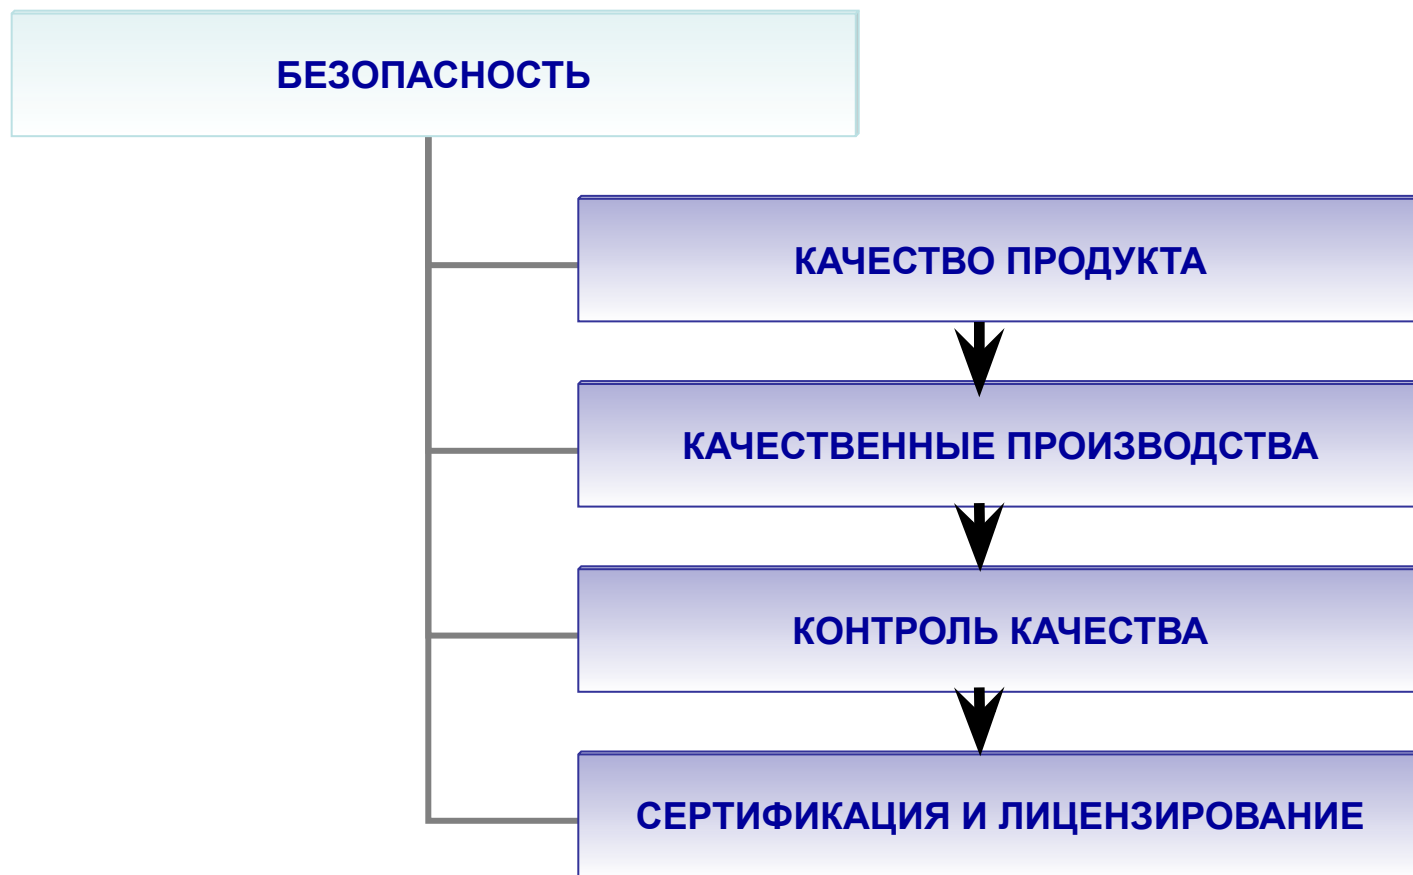 БЕЗОПАСНОСТЬ
КАЧЕСТВО ПРОДУКТА
КАЧЕСТВЕННЫЕ ПРОИЗВОДСТВА
КОНТРОЛЬ КАЧЕСТВА
СЕРТИФИКАЦИЯ И ЛИЦЕНЗИРОВАНИЕ